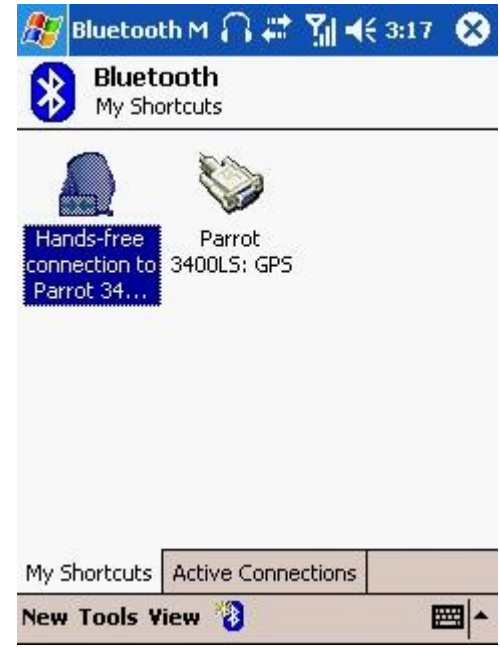 Bluetooth M 3:17
Bluetooth
My Shortcuts
Hands-free
connection to
Parrot 34...
Parrot
3400LS: GPS
My Shortcuts Active Connections
New Tools View